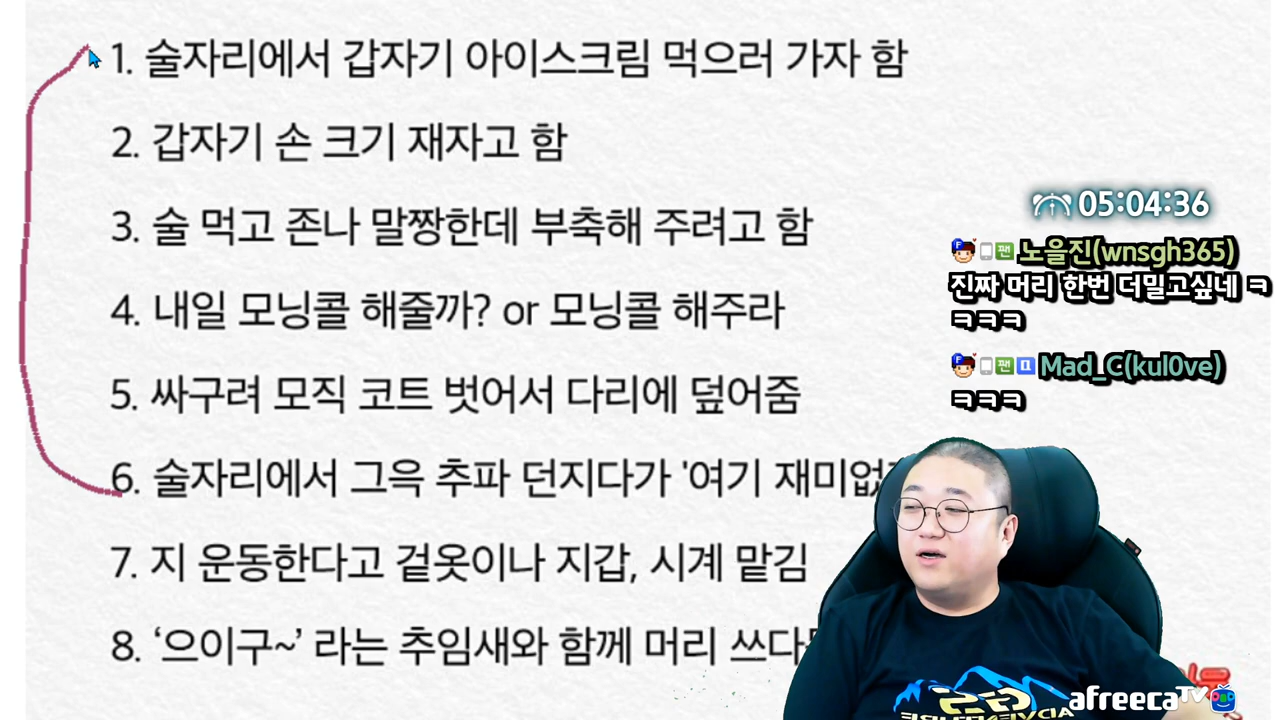 1. 술자리에서 갑자기 아이스크림 먹으러 가자 함
2. 갑자기 손 크기 재자고 함
3. 술 먹고 존나 말짱한데 부축해 주려고 함
4. 내일 모닝콜 해줄까? or 모닝콜 해주라
5. 싸구려 모직 코트 벗어서 다리에 덮어줌
6. 술자리에서 그윽 추파 던지다가 '여기
7. 지 운동한다고 겉옷이나 지갑, 시계 맡김
8. ‘으이구~’ 라는 추임새와 함께 머리
05:04:36
노을진(wnsgh365)
진짜 머리 한번 더밀고싶네 ㅋ
ㅋㅋㅋ
Mad_C(kul0ve)
ㅋㅋㅋ
afreecaTV